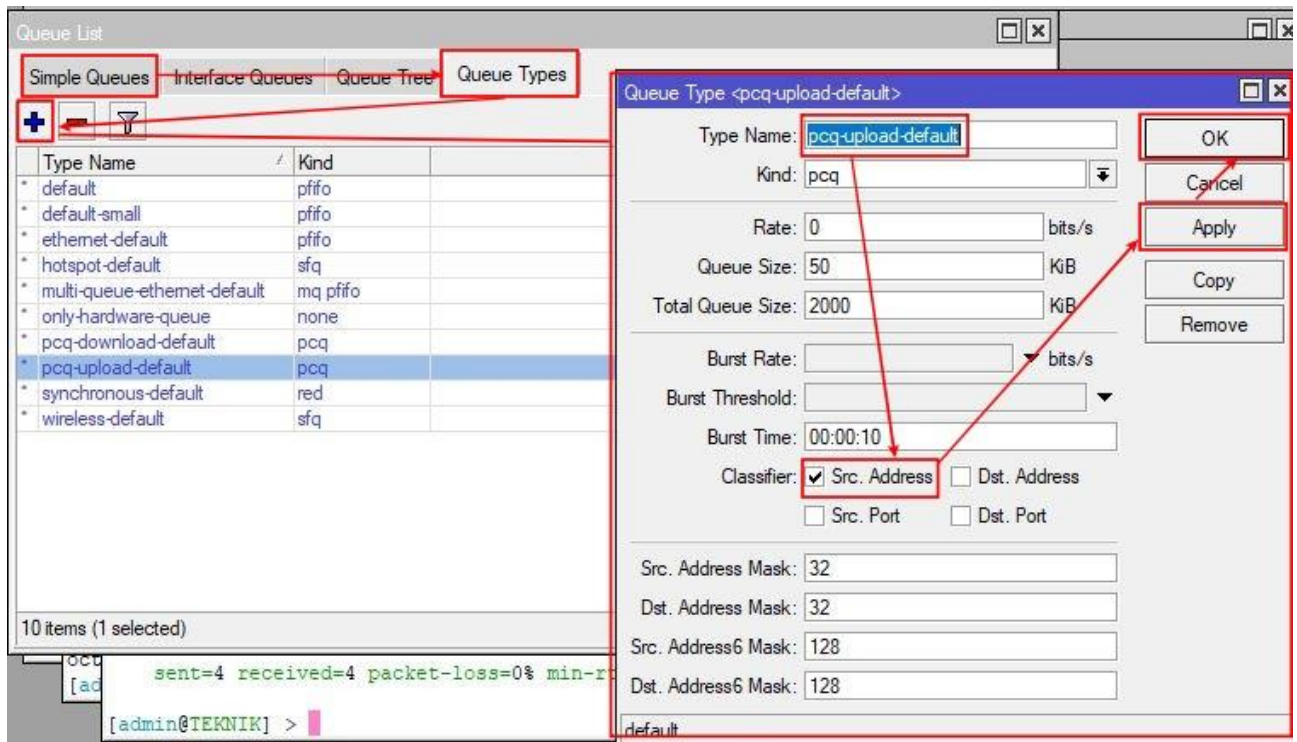 Queue List
Simple Queues Interface Queues Queue Tree Queue Types
Type Name Kind
* default pfifo
* default-small pfifo
* ethernet-default pfifo
* hotspot-default sfq
* multi-queue-ethernet-default mq pfifo
* only-hardware-queue none
* pcq-download-default pcq
* pcq-upload-default pcq
* synchronous-default red
* wireless-default sfq
10 items (1 selected)
oct
[ad
sent=4 received=4 packet-loss=0%
[admin@TEKNIK] >
Queue Type <pcq-upload-default>
Type Name: pcq-upload-default
Kind: pcq
Rate: 0 bits/s
Queue Size: 50 KiB
Total Queue Size: 2000 KiB
Burst Rate: bits/s
Burst Threshold:
Burst Time: 00:00:10
Classifier: Src. Address Dst. Address
Src. Port Dst. Port
Src. Address Mask: 32
Dst. Address Mask: 32
Src. Address6 Mask: 128
Dst. Address6 Mask: 128
default
OK
Cancel
Apply
Copy
Remove